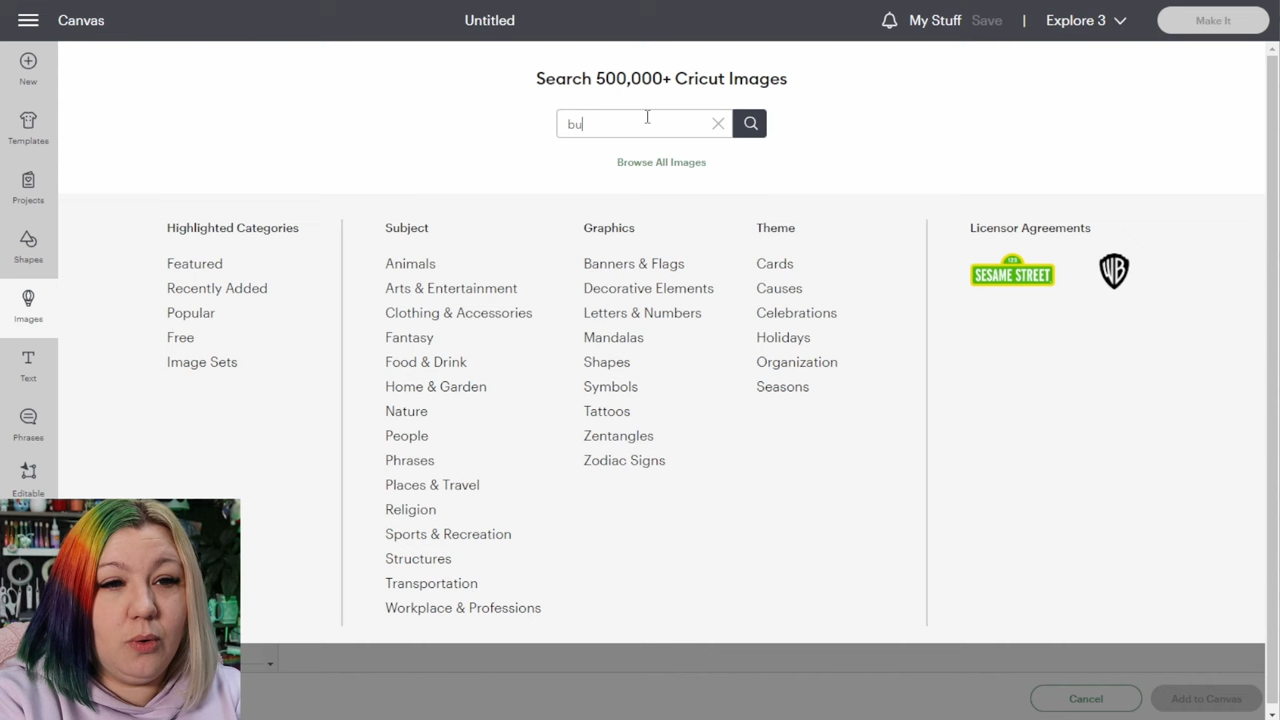 Canvas
Untitled
My Stuff Save | Explore 3
Make It
New
Templates
Projects
Shapes
Images
Text
Phrases
Editable
Search 500,000+ Cricut Images
bu
Browse All Images
Highlighted Categories
Featured
Recently Added
Popular
Free
Image Sets
Subject
Animals
Arts & Entertainment
Clothing & Accessories
Fantasy
Food & Drink
Home & Garden
Nature
People
Phrases
Places & Travel
Religion
Sports & Recreation
Structures
Transportation
Workplace & Professions
Graphics
Banners & Flags
Decorative Elements
Letters & Numbers
Mandalas
Shapes
Symbols
Tattoos
Zentangles
Zodiac Signs
Theme
Cards
Causes
Celebrations
Holidays
Organization
Seasons
Licensor Agreements
123
SESAME STREET
WB
Cancel
Add to Canvas